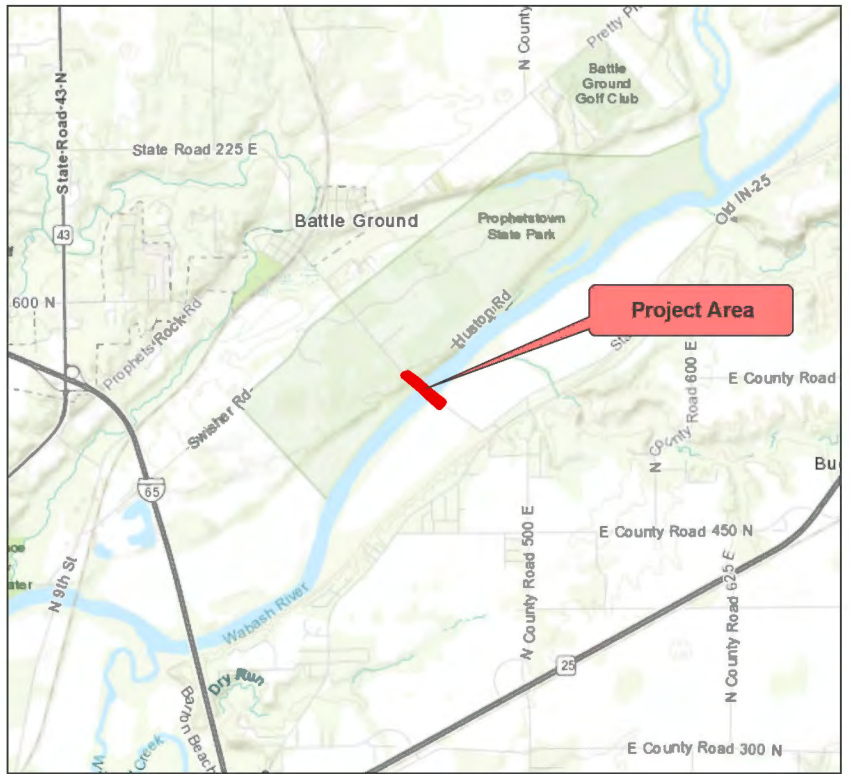 N County
Pretty
Battle
Ground
Golf Club
State Road 43 N
State Road 225 E
Old IN-25
Battle Ground
Prophetstown
State Park
43
600 N
Prophets Rock Rd
Huston Rd
Project Area
E County Road
N County Road 600 E
Swisher Rd
65
N County Road 500 E
E County Road 450 N
N County Road 625 E
N 9th St
Wabash River
Dry Run
25
Barton Beach
Creek
E County Road 300 N